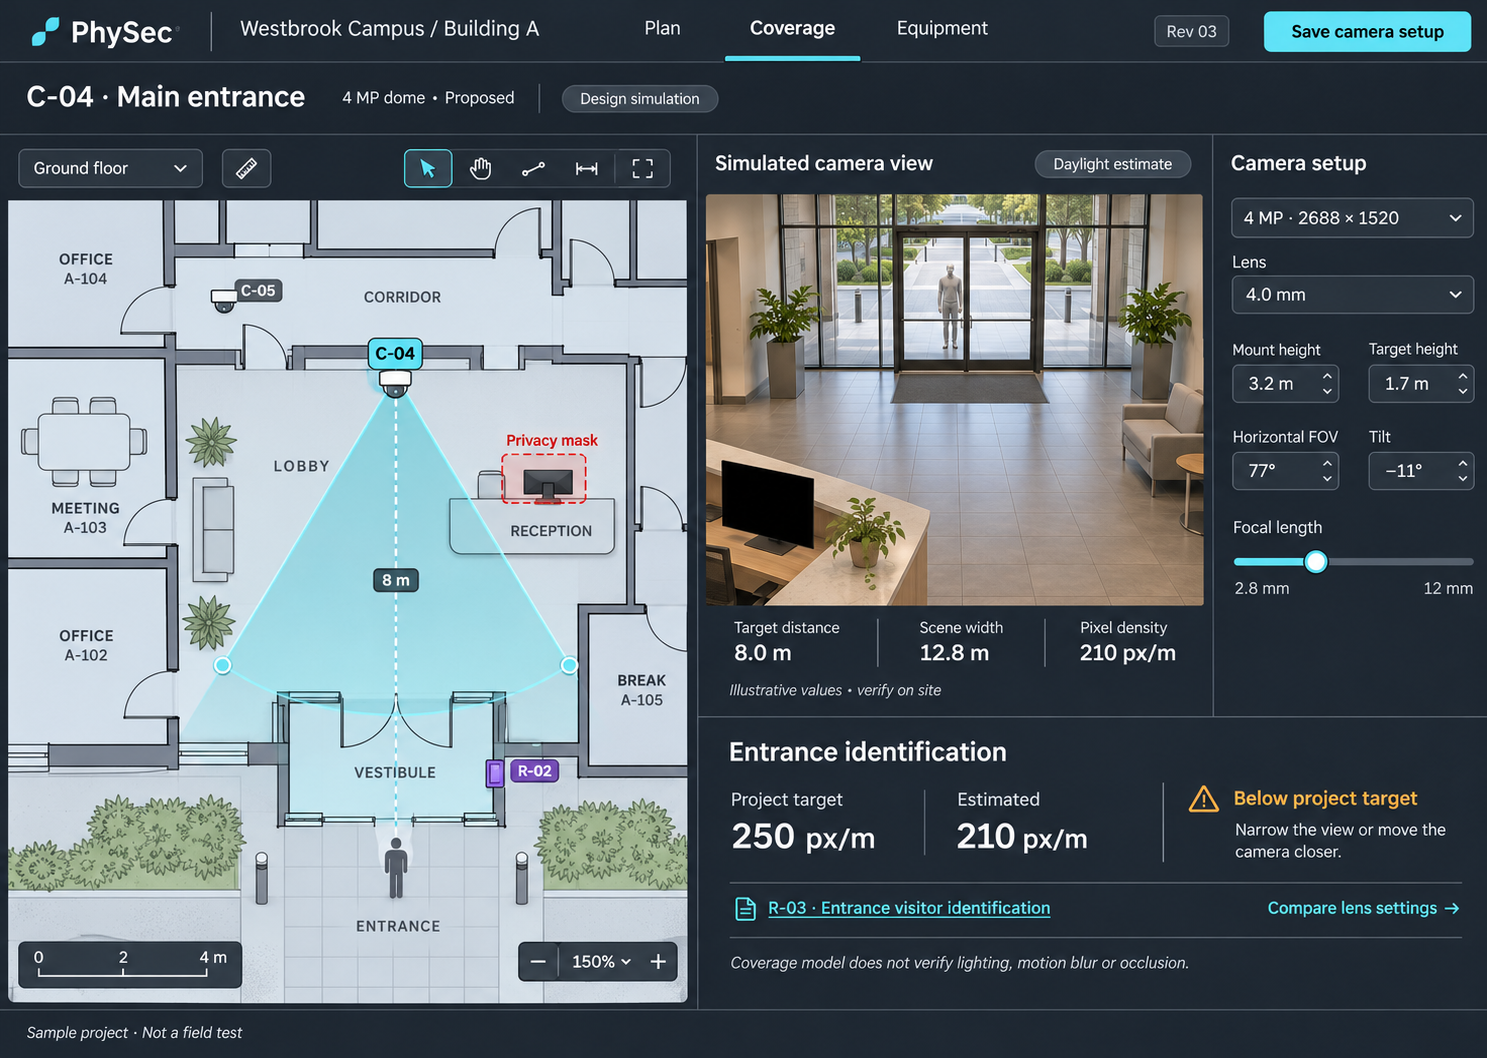 PhySec
Westbrook Campus / Building A
Plan
Coverage
Equipment
Rev 03
Save camera setup
C-04 · Main entrance
4 MP dome • Proposed
Design simulation
Ground floor
OFFICE
A-104
C-05
CORRIDOR
C-04
Privacy mask
LOBBY
MEETING
A-103
RECEPTION
8 m
OFFICE
A-102
BREAK
A-105
VESTIBULE
R-02
ENTRANCE
0 2 4 m
− 150% +
Simulated camera view
Daylight estimate
Target distance
8.0 m
Scene width
12.8 m
Pixel density
210 px/m
Illustrative values • verify on site
Camera setup
4 MP · 2688 × 1520
Lens
4.0 mm
Mount height
3.2 m
Target height
1.7 m
Horizontal FOV
77°
Tilt
−11°
Focal length
2.8 mm
12 mm
Entrance identification
Project target
250 px/m
Estimated
210 px/m
Below project target
Narrow the view or move the
camera closer.
R-03 · Entrance visitor identification
Compare lens settings →
Coverage model does not verify lighting, motion blur or occlusion.
Sample project · Not a field test